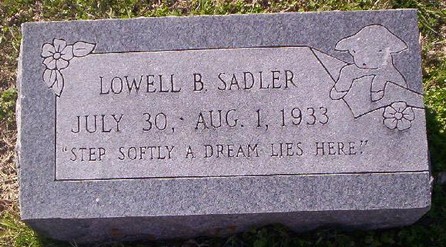 LOWELL B. SADLER
JULY 30, - AUG. 1, 1933
"STEP SOFTLY A DREAM LIES HERE."